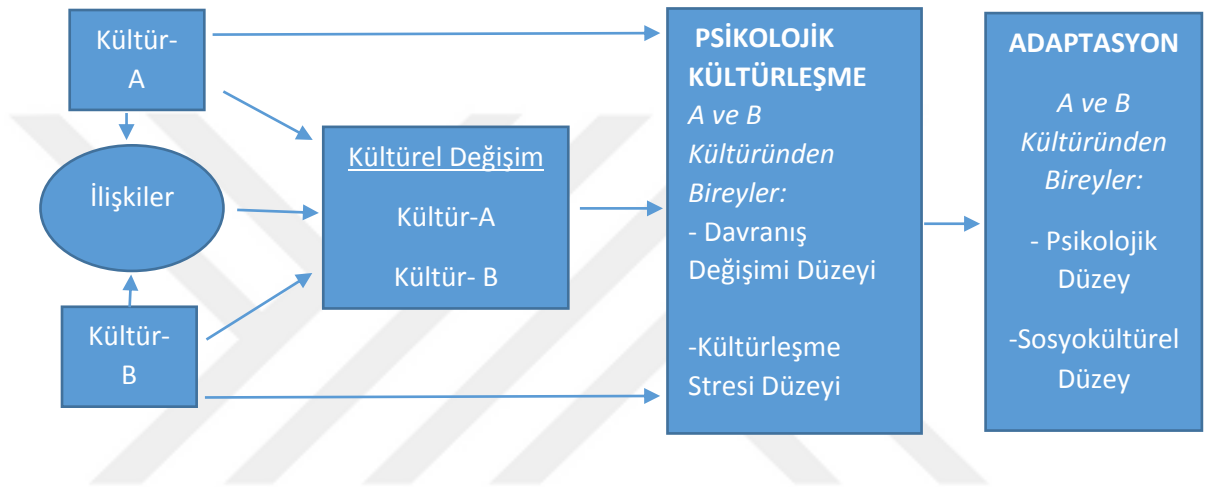 Kültür-
A
İlişkiler
Kültür-
B
Kültürel Değişim
Kültür-A
Kültür- B
PSİKOLOJİK
KÜLTÜRLEŞME
A ve B
Kültüründen
Bireyler:
- Davranış
Değişimi Düzeyi
-Kültürleşme
Stresi Düzeyi
ADAPTASYON
A ve B
Kültüründen
Bireyler:
- Psikolojik
Düzey
-Sosyokültürel
Düzey